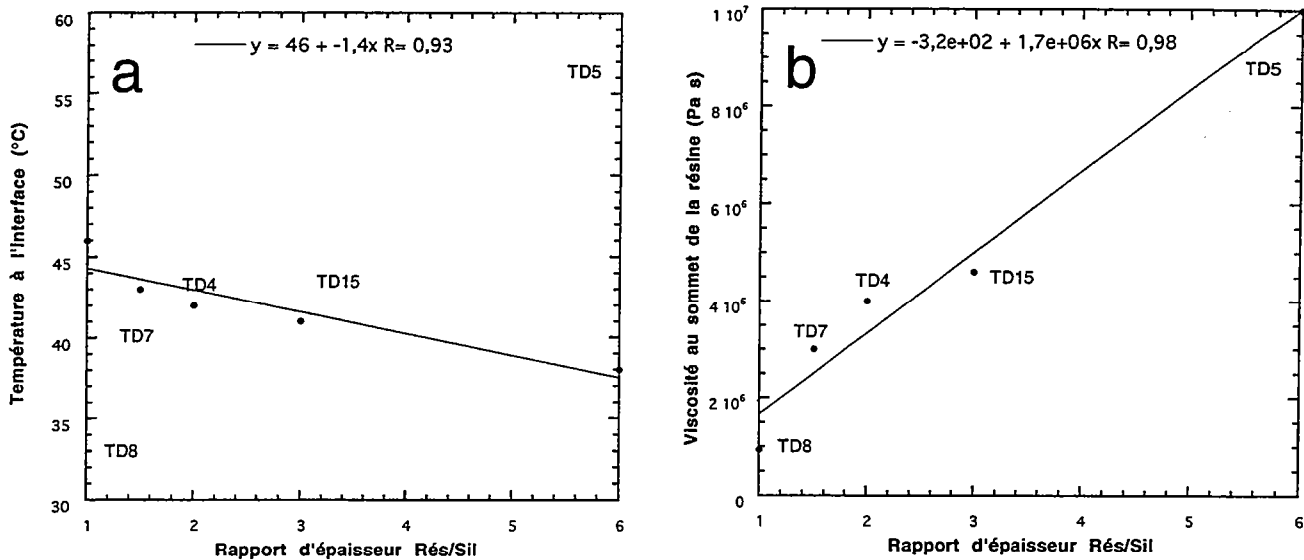 a
y = 46 + -1,4x R= 0,93
TD5
TD4
TD15
TD7
TD8
60
55
50
45
40
35
30
1
2
3
4
5
6
Température à l'Interface (°C)
Rapport d'épaisseur Rés/Sil
b
y = -3,2e+02 + 1,7e+06x R= 0,98
TD5
TD4
TD15
TD7
TD8
1 10⁷
8 10⁶
6 10⁶
4 10⁶
2 10⁶
0
1
2
3
4
5
6
Viscosité au sommet de la résine (Pa s)
Rapport d'épaisseur Rés/Sil